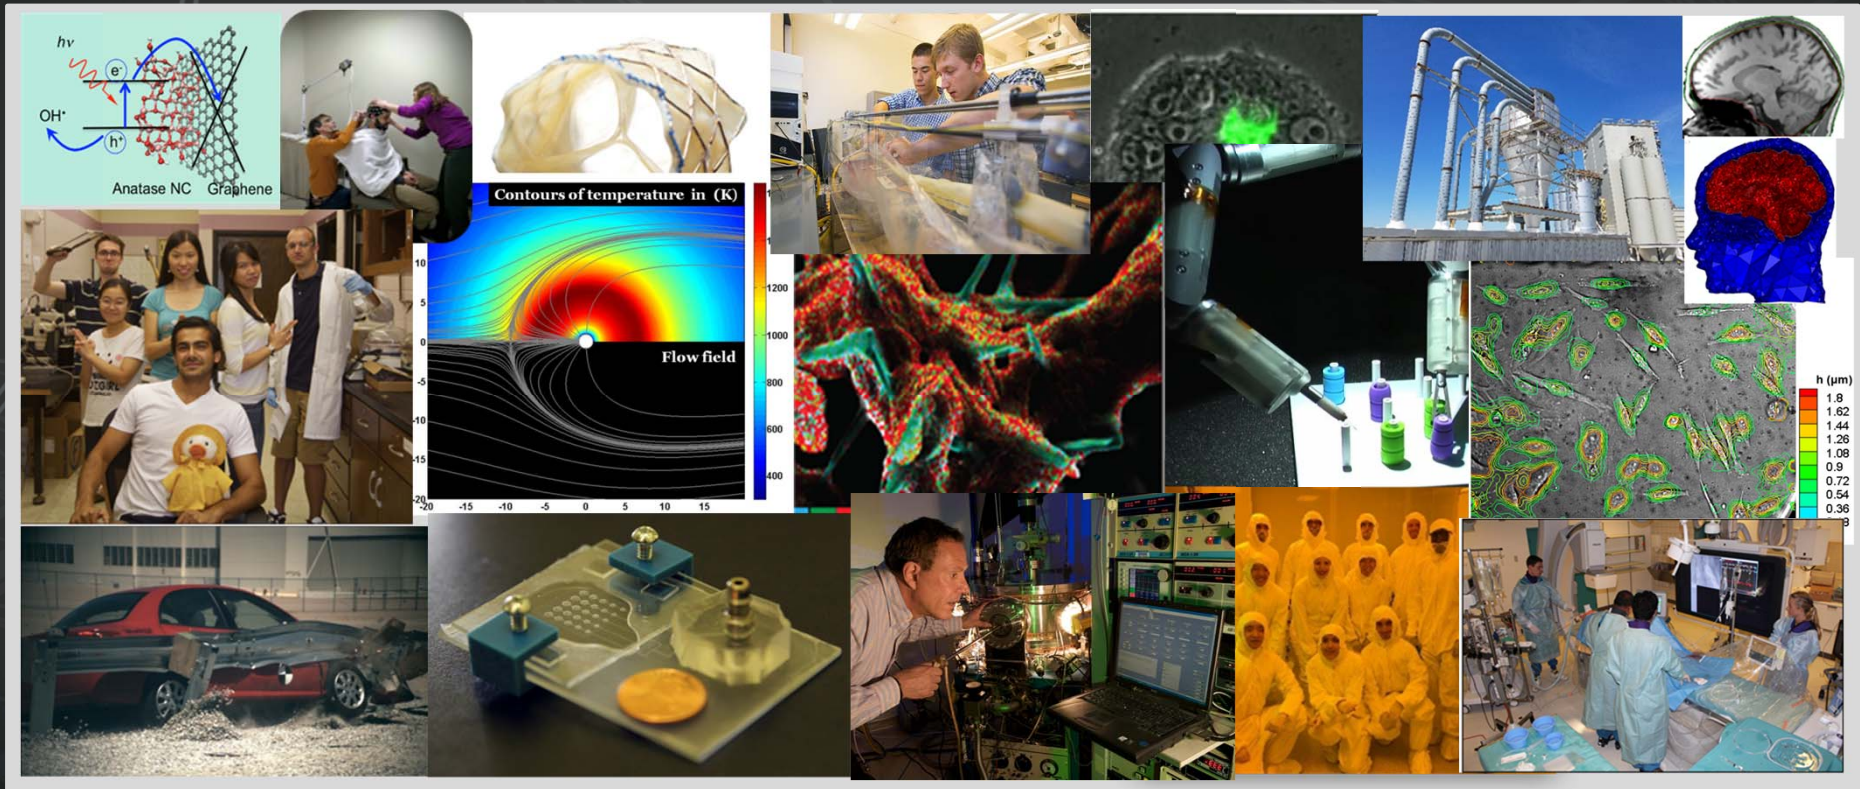 hν
e⁻
OH•
h⁺
Anatase NC Graphene
Contours of temperature in (K)
10
5
0
-5
-10
-15
-20
Flow field
-20 -15 -10 -5 0 5 10 15
1200
1000
800
600
400
h (μm)
1.8
1.62
1.44
1.26
1.08
0.9
0.72
0.54
0.36